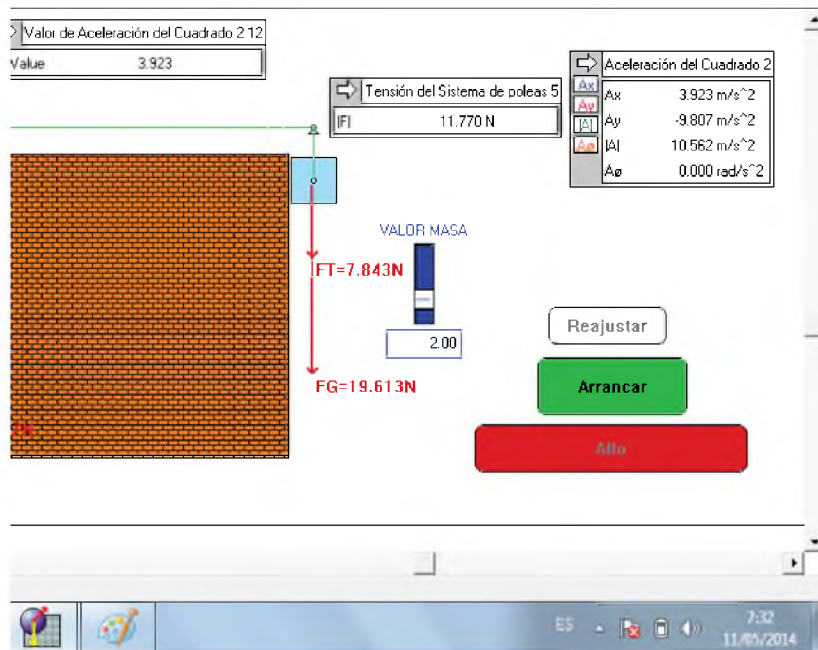 Valor de Aceleración del Cuadrado 2 12
Value 3.923
Tensión del Sistema de poleas 5
|F| 11.770 N
Aceleración del Cuadrado 2
Ax
Ay
|A|
Aø
Ax 3.923 m/s^2
Ay -9.807 m/s^2
|A| 10.562 m/s^2
Aø 0.000 rad/s^2
VALOR MASA
2.00
FT=7.843N
FG=19.613N
Reajustar
Arrancar
Alto
ES
7:32
11/05/2014